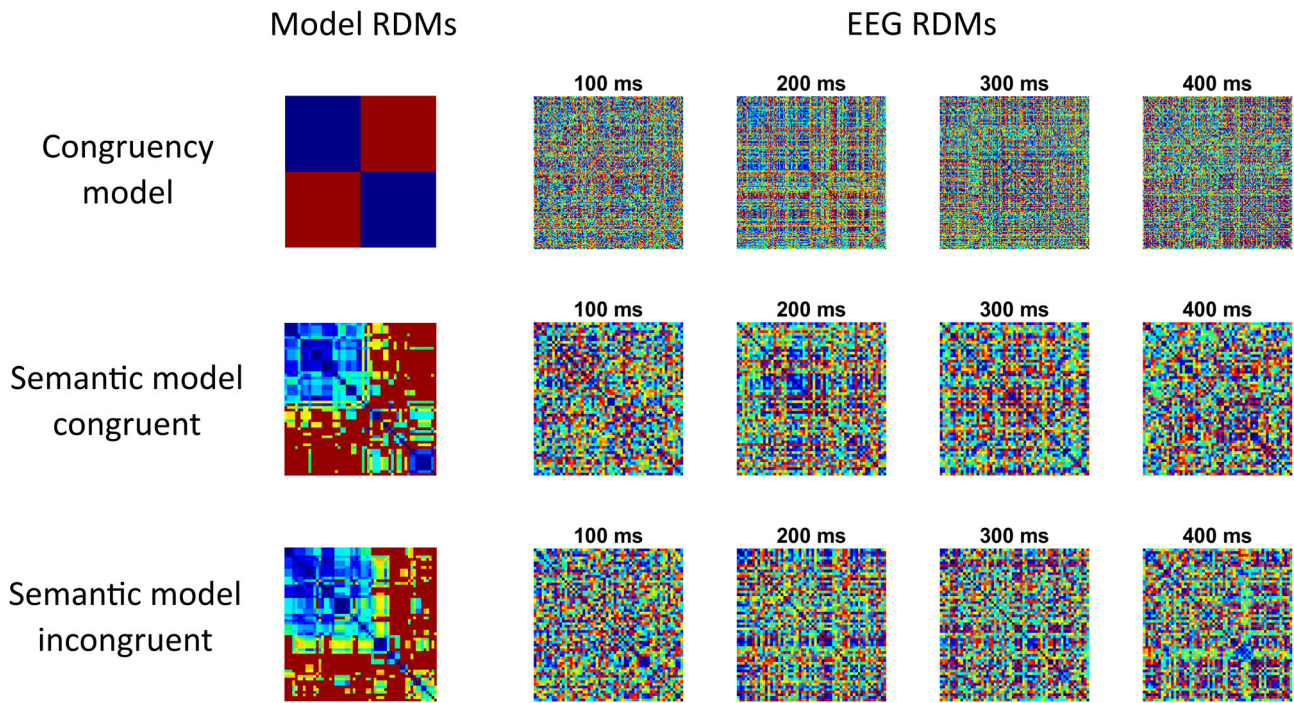 Model RDMs
EEG RDMs
Congruency
model
100 ms
200 ms
300 ms
400 ms
Semantic model
congruent
100 ms
200 ms
300 ms
400 ms
Semantic model
incongruent
100 ms
200 ms
300 ms
400 ms